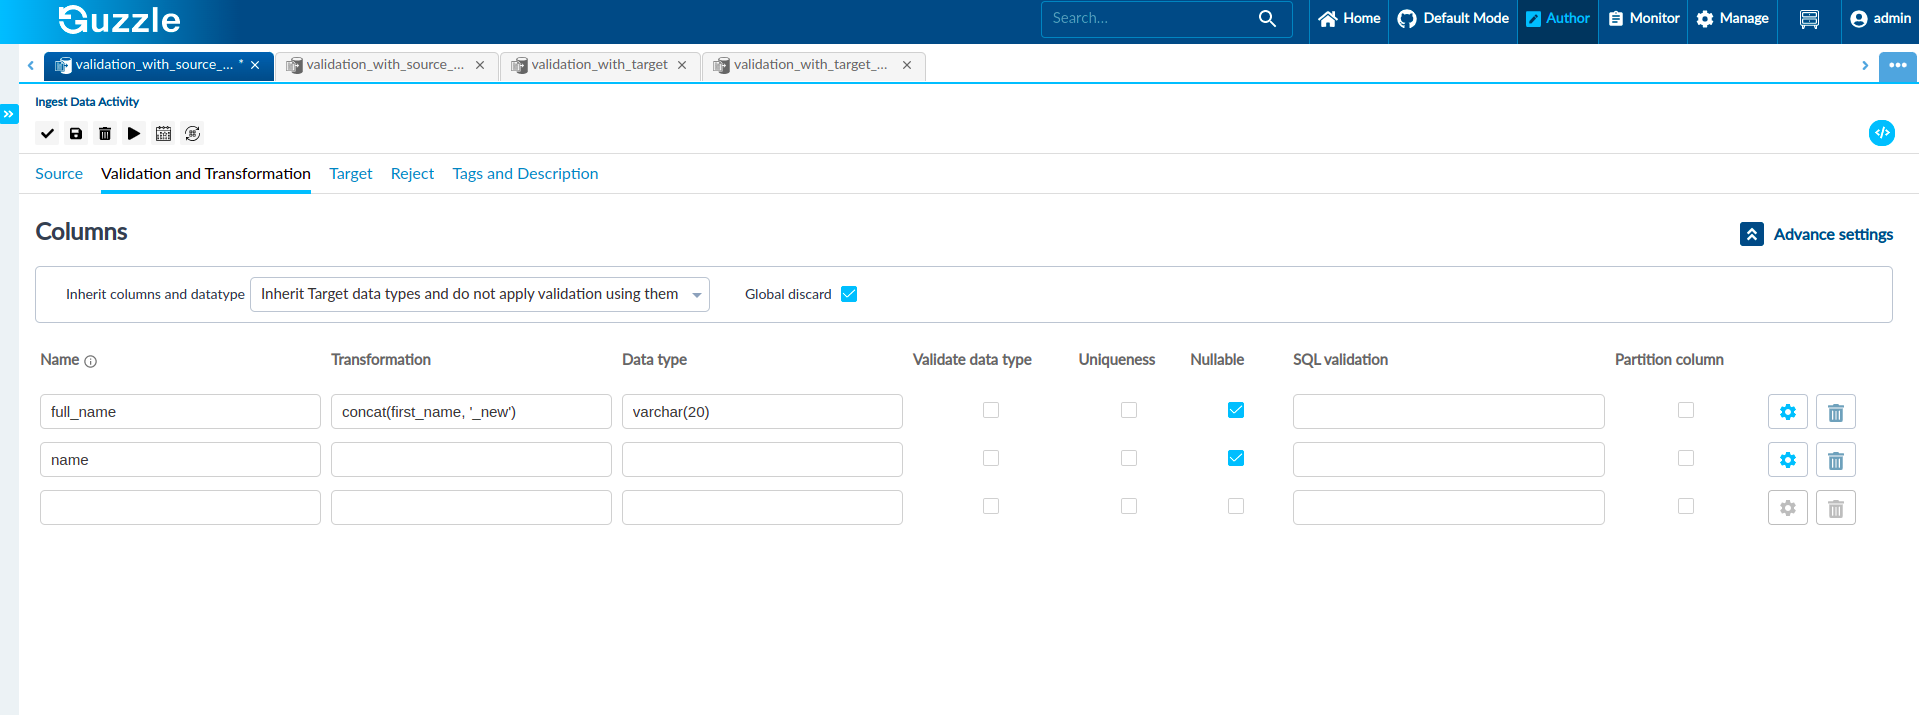 Guzzle
Search...
Home
Default Mode
Author
Monitor
Manage
admin
validation_with_source_... *
validation_with_source_...
validation_with_target
validation_with_target_...
Ingest Data Activity
Source
Validation and Transformation
Target
Reject
Tags and Description
Columns
Advance settings
Inherit columns and datatype
Inherit Target data types and do not apply validation using them
Global discard
Name
Transformation
Data type
Validate data type
Uniqueness
Nullable
SQL validation
Partition column
full_name
concat(first_name, '_new')
varchar(20)
name